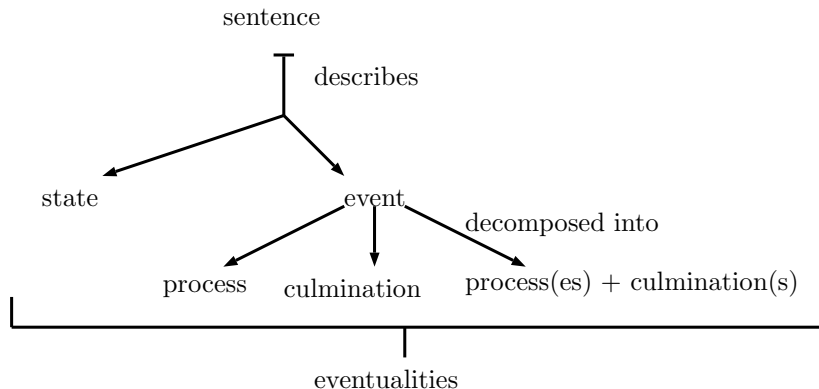 sentence
describes
state
event
decomposed into
process
culmination
process(es) + culmination(s)
eventualities